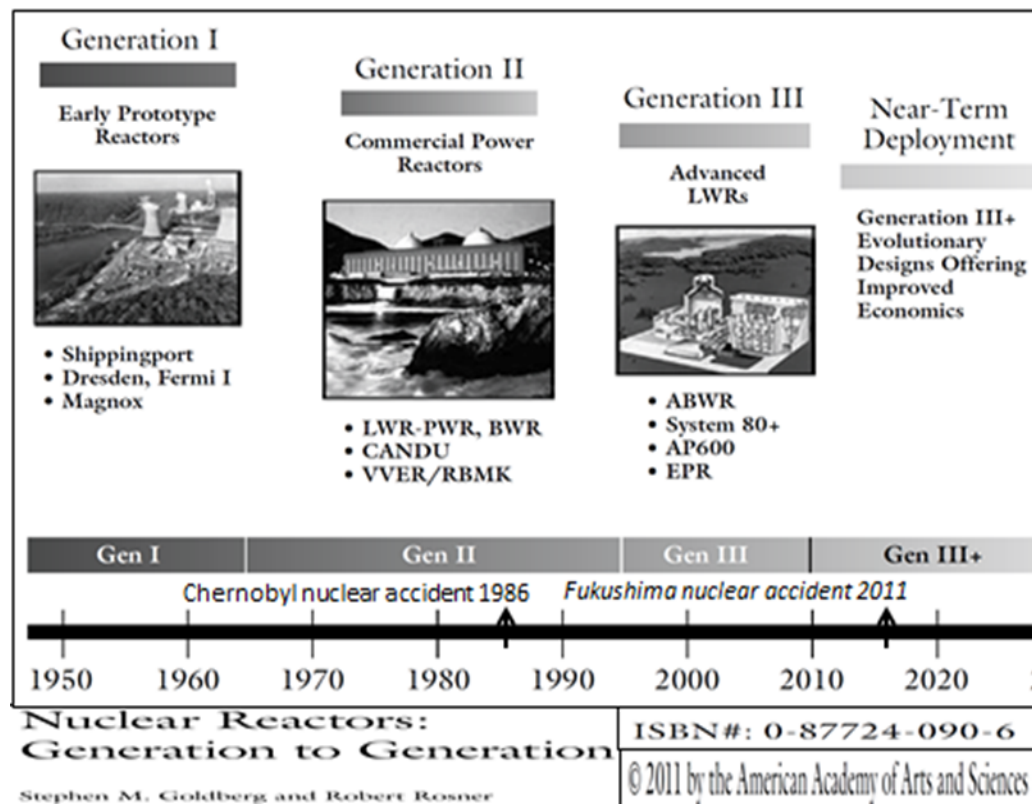 Generation I
Early Prototype
Reactors
• Shippingport
• Dresden, Fermi I
• Magnox
Generation II
Commercial Power
Reactors
• LWR-PWR, BWR
• CANDU
• VVER/RBMK
Generation III
Advanced
LWRs
• ABWR
• System 80+
• AP600
• EPR
Near-Term
Deployment
Generation III+
Evolutionary
Designs Offering
Improved
Economics
Gen I Gen II Gen III Gen III+
Chernobyl nuclear accident 1986 Fukushima nuclear accident 2011
1950 1960 1970 1980 1990 2000 2010 2020
Nuclear Reactors:
Generation to Generation
Stephen M. Goldberg and Robert Rosner
ISBN#: 0-87724-090-6
© 2011 by the American Academy of Arts and Sciences